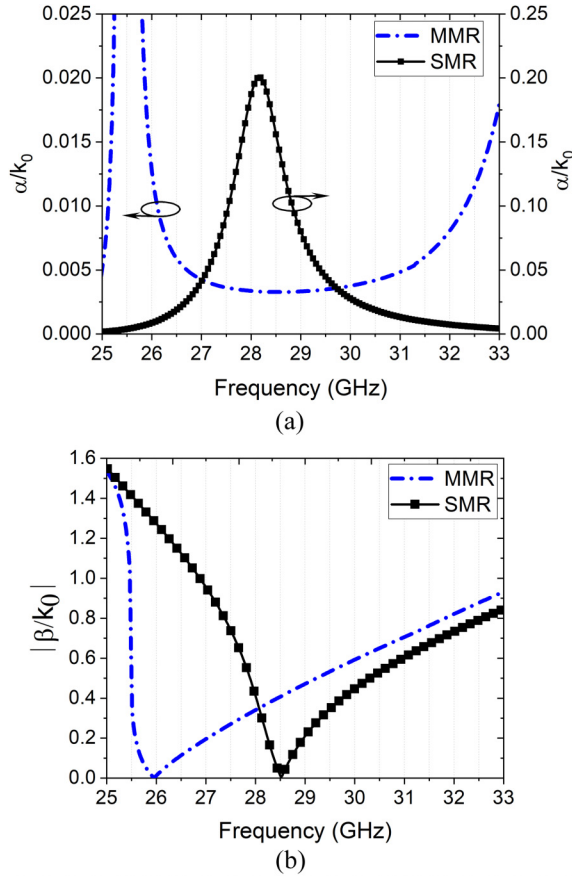 0.025
0.020
0.015
0.010
0.005
0.000
α/k0
0.25
0.20
0.15
0.10
0.05
0.00
α/k0
MMR
SMR
25 26 27 28 29 30 31 32 33
Frequency (GHz)
(a)
1.6
1.4
1.2
1.0
0.8
0.6
0.4
0.2
0.0
|β/k0|
MMR
SMR
25 26 27 28 29 30 31 32 33
Frequency (GHz)
(b)